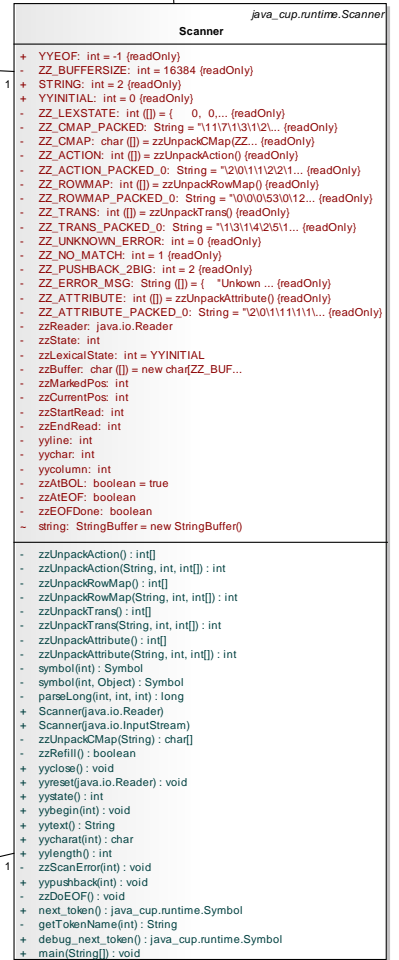 java_cup.runtime.Scanner
Scanner
+ YYEOF: int = -1 {readOnly}
- ZZ_BUFFERSIZE: int = 16384 {readOnly}
1
+ STRING: int = 2 {readOnly}
+ YYINITIAL: int = 0 {readOnly}
- ZZ_LEXSTATE: int ([]) = { 0, 0,... {readOnly}
- ZZ_CMAP_PACKED: String = "\11\7\1\3\1\2\... {readOnly}
- ZZ_CMAP: char ([]) = zzUnpackCMap(ZZ... {readOnly}
- ZZ_ACTION: int ([]) = zzUnpackAction() {readOnly}
- ZZ_ACTION_PACKED_0: String = "\2\0\1\1\2\2\1... {readOnly}
- ZZ_ROWMAP: int ([]) = zzUnpackRowMap() {readOnly}
- ZZ_ROWMAP_PACKED_0: String = "\0\0\0\53\0\12... {readOnly}
- ZZ_TRANS: int ([]) = zzUnpackTrans() {readOnly}
- ZZ_TRANS_PACKED_0: String = "\1\3\1\4\2\5\1... {readOnly}
- ZZ_UNKNOWN_ERROR: int = 0 {readOnly}
- ZZ_NO_MATCH: int = 1 {readOnly}
- ZZ_PUSHBACK_2BIG: int = 2 {readOnly}
- ZZ_ERROR_MSG: String ([]) = { "Unkown ... {readOnly}
- ZZ_ATTRIBUTE: int ([]) = zzUnpackAttribute() {readOnly}
- ZZ_ATTRIBUTE_PACKED_0: String = "\2\0\1\11\1\1\... {readOnly}
- zzReader: java.io.Reader
- zzState: int
- zzLexicalState: int = YYINITIAL
- zzBuffer: char ([]) = new char[ZZ_BUF...
- zzMarkedPos: int
- zzCurrentPos: int
- zzStartRead: int
- zzEndRead: int
- yyline: int
- yychar: int
- yycolumn: int
- zzAtBOL: boolean = true
- zzAtEOF: boolean
- zzEOFDone: boolean
~ string: StringBuffer = new StringBuffer()
- zzUnpackAction() : int[]
- zzUnpackAction(String, int, int[]) : int
- zzUnpackRowMap() : int[]
- zzUnpackRowMap(String, int, int[]) : int
- zzUnpackTrans() : int[]
- zzUnpackTrans(String, int, int[]) : int
- zzUnpackAttribute() : int[]
- zzUnpackAttribute(String, int, int[]) : int
- symbol(int) : Symbol
- symbol(int, Object) : Symbol
- parseLong(int, int, int) : long
+ Scanner(java.io.Reader)
+ Scanner(java.io.InputStream)
- zzUnpackCMap(String) : char[]
- zzRefill() : boolean
+ yyclose() : void
+ yyreset(java.io.Reader) : void
+ yystate() : int
+ yybegin(int) : void
+ yytext() : String
+ yycharat(int) : char
+ yylength() : int
1
- zzScanError(int) : void
+ yypushback(int) : void
- zzDoEOF() : void
+ next_token() : java_cup.runtime.Symbol
- getTokenName(int) : String
+ debug_next_token() : java_cup.runtime.Symbol
+ main(String[]) : void